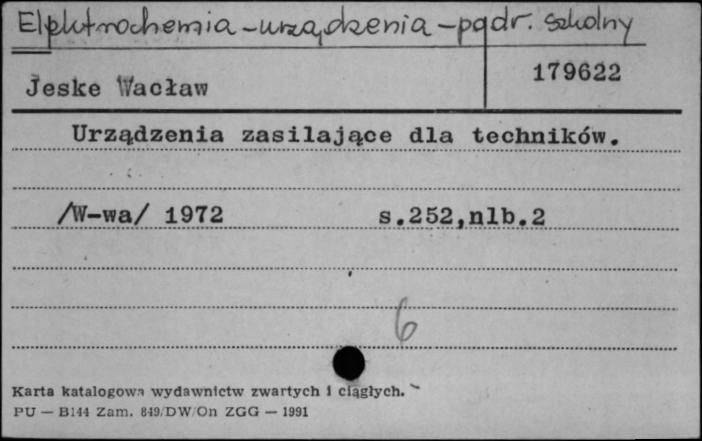 Elektrochemia - urządzenia - podr. szkolny
Jeske Wacław
179622
Urządzenia zasilające dla techników.
/W-wa/ 1972 s.252,nlb.2
6
Karta katalogowa wydawnictw zwartych i ciągłych.
PU — B144 Zam. 849/DW/On ZGG — 1991